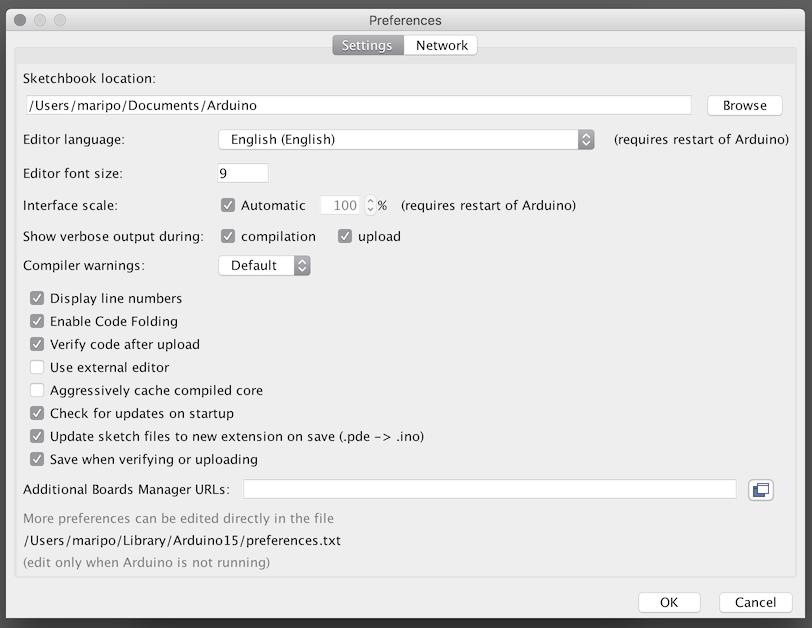 Preferences
Settings Network
Sketchbook location:
/Users/maripo/Documents/Arduino Browse
Editor language: English (English) (requires restart of Arduino)
Editor font size: 9
Interface scale: Automatic 100 % (requires restart of Arduino)
Show verbose output during: compilation upload
Compiler warnings: Default
Display line numbers
Enable Code Folding
Verify code after upload
Use external editor
Aggressively cache compiled core
Check for updates on startup
Update sketch files to new extension on save (.pde -> .ino)
Save when verifying or uploading
Additional Boards Manager URLs:
More preferences can be edited directly in the file
/Users/maripo/Library/Arduino15/preferences.txt
(edit only when Arduino is not running)
OK Cancel